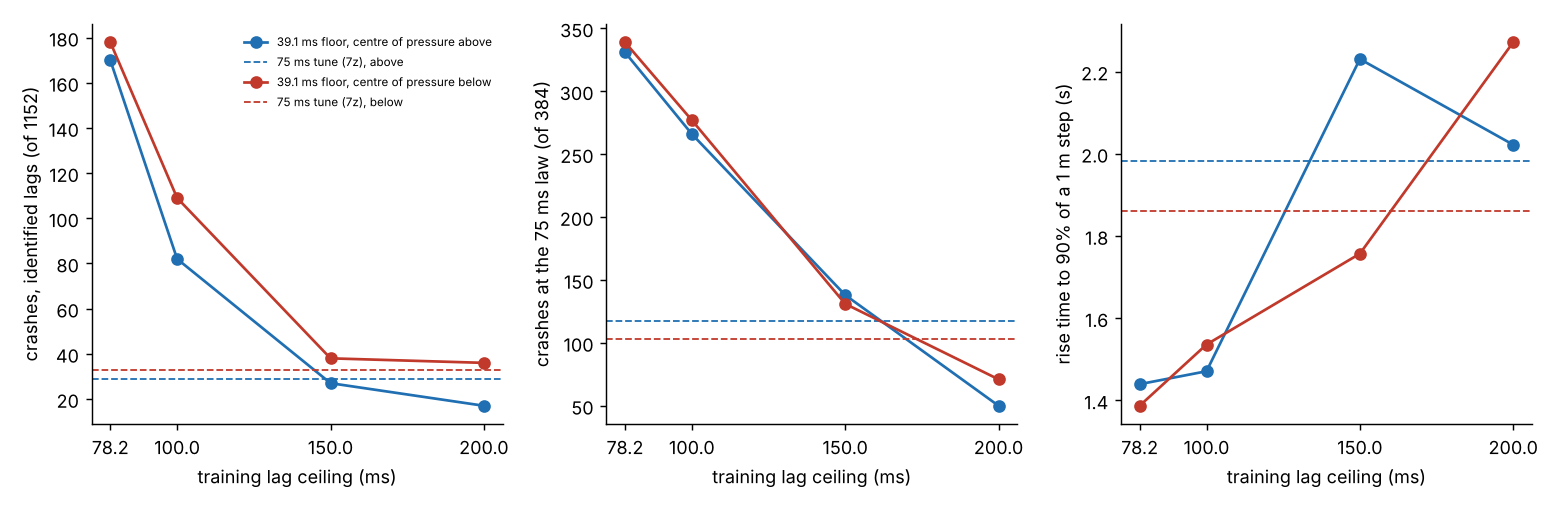 crashes, identified lags (of 1152)
180
160
140
120
100
80
60
40
20
78.2 100.0 150.0 200.0
training lag ceiling (ms)
39.1 ms floor, centre of pressure above
75 ms tune (7z), above
39.1 ms floor, centre of pressure below
75 ms tune (7z), below
crashes at the 75 ms law (of 384)
350
300
250
200
150
100
50
78.2 100.0 150.0 200.0
training lag ceiling (ms)
rise time to 90% of a 1 m step (s)
2.2
2.0
1.8
1.6
1.4
78.2 100.0 150.0 200.0
training lag ceiling (ms)